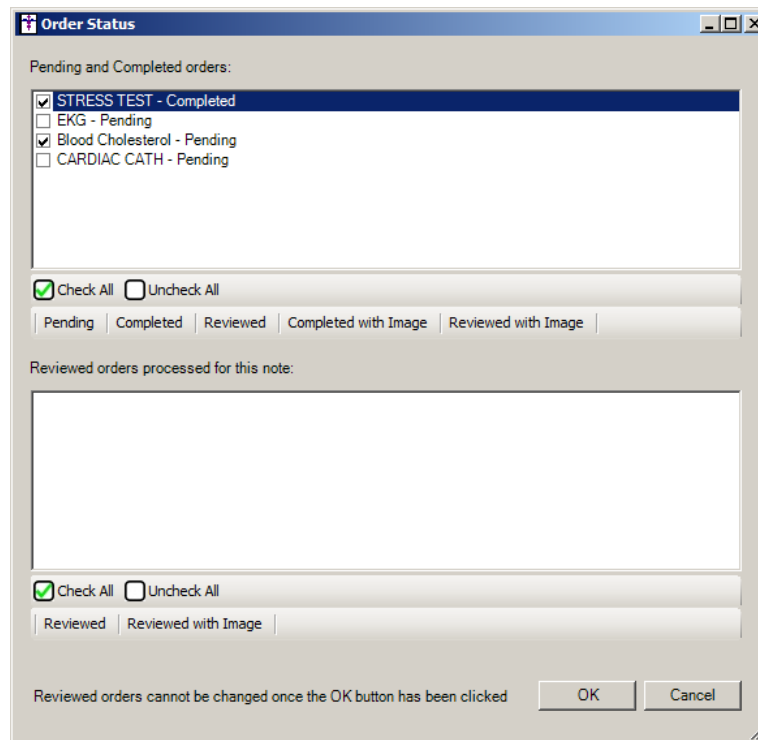 Order Status
Pending and Completed orders:
STRESS TEST - Completed
EKG - Pending
Blood Cholesterol - Pending
CARDIAC CATH - Pending
Check All Uncheck All
Pending Completed Reviewed Completed with Image Reviewed with Image
Reviewed orders processed for this note:
Check All Uncheck All
Reviewed Reviewed with Image
Reviewed orders cannot be changed once the OK button has been clicked OK Cancel